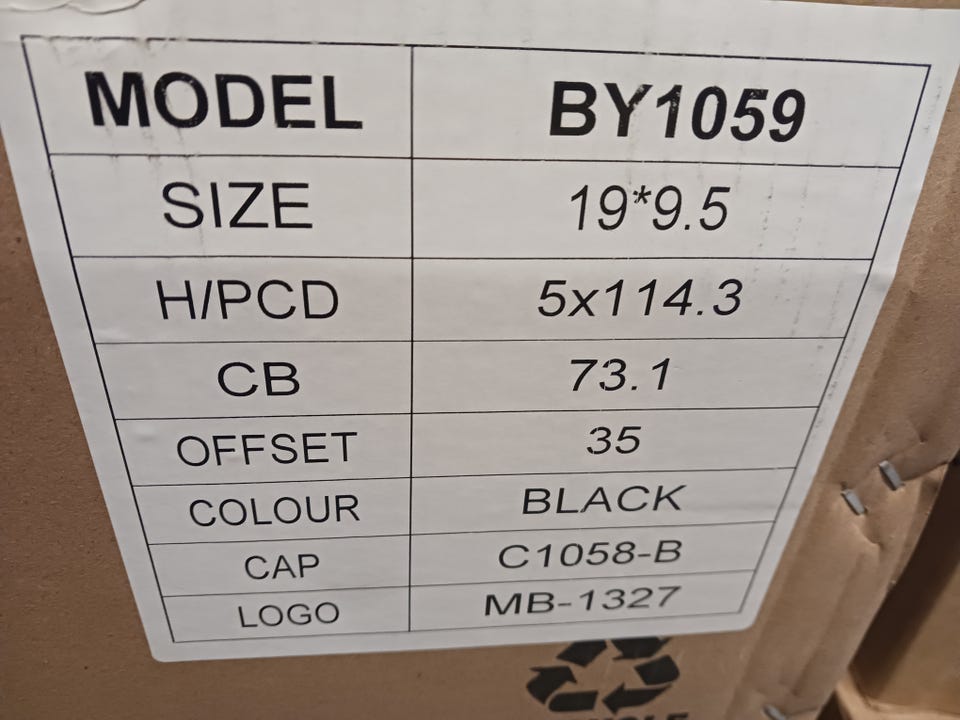 MODEL BY1059
SIZE 19*9.5
H/PCD 5x114.3
CB 73.1
OFFSET 35
COLOUR BLACK
CAP C1058-B
LOGO MB-1327